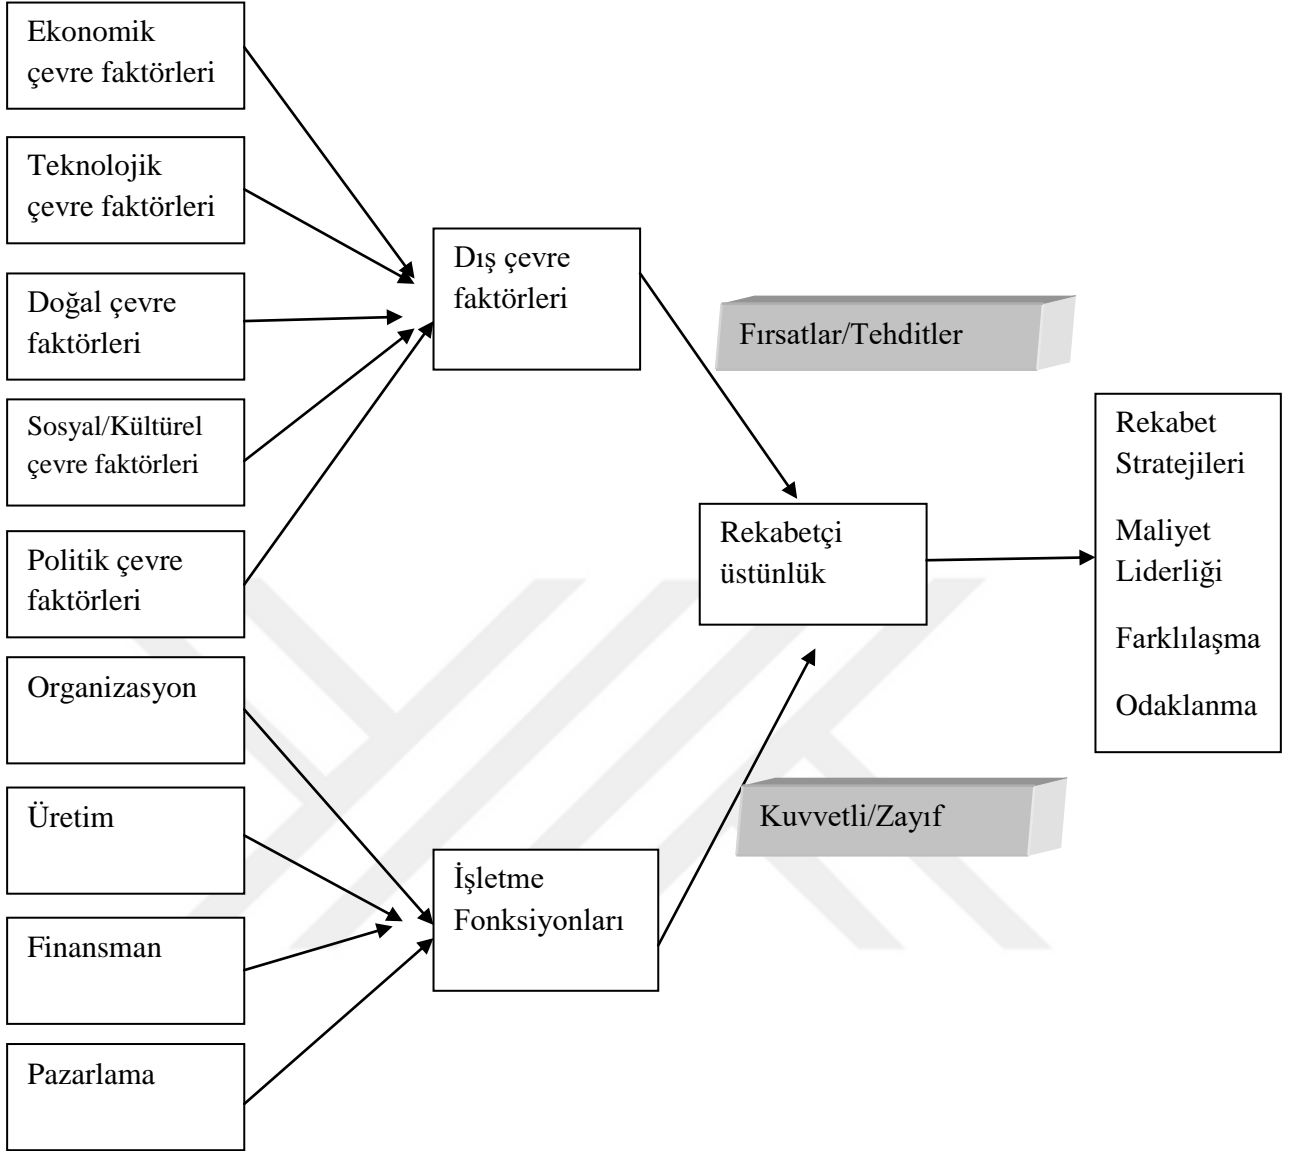 Ekonomik
çevre faktörleri
Teknolojik
çevre faktörleri
Doğal çevre
faktörleri
Sosyal/Kültürel
çevre faktörleri
Politik çevre
faktörleri
Organizasyon
Üretim
Finansman
Pazarlama
Dış çevre
faktörleri
İşletme
Fonksiyonları
Fırsatlar/Tehditler
Rekabetçi
üstünlük
Kuvvetli/Zayıf
Rekabet
Stratejileri
Maliyet
Liderliği
Farklılaşma
Odaklanma